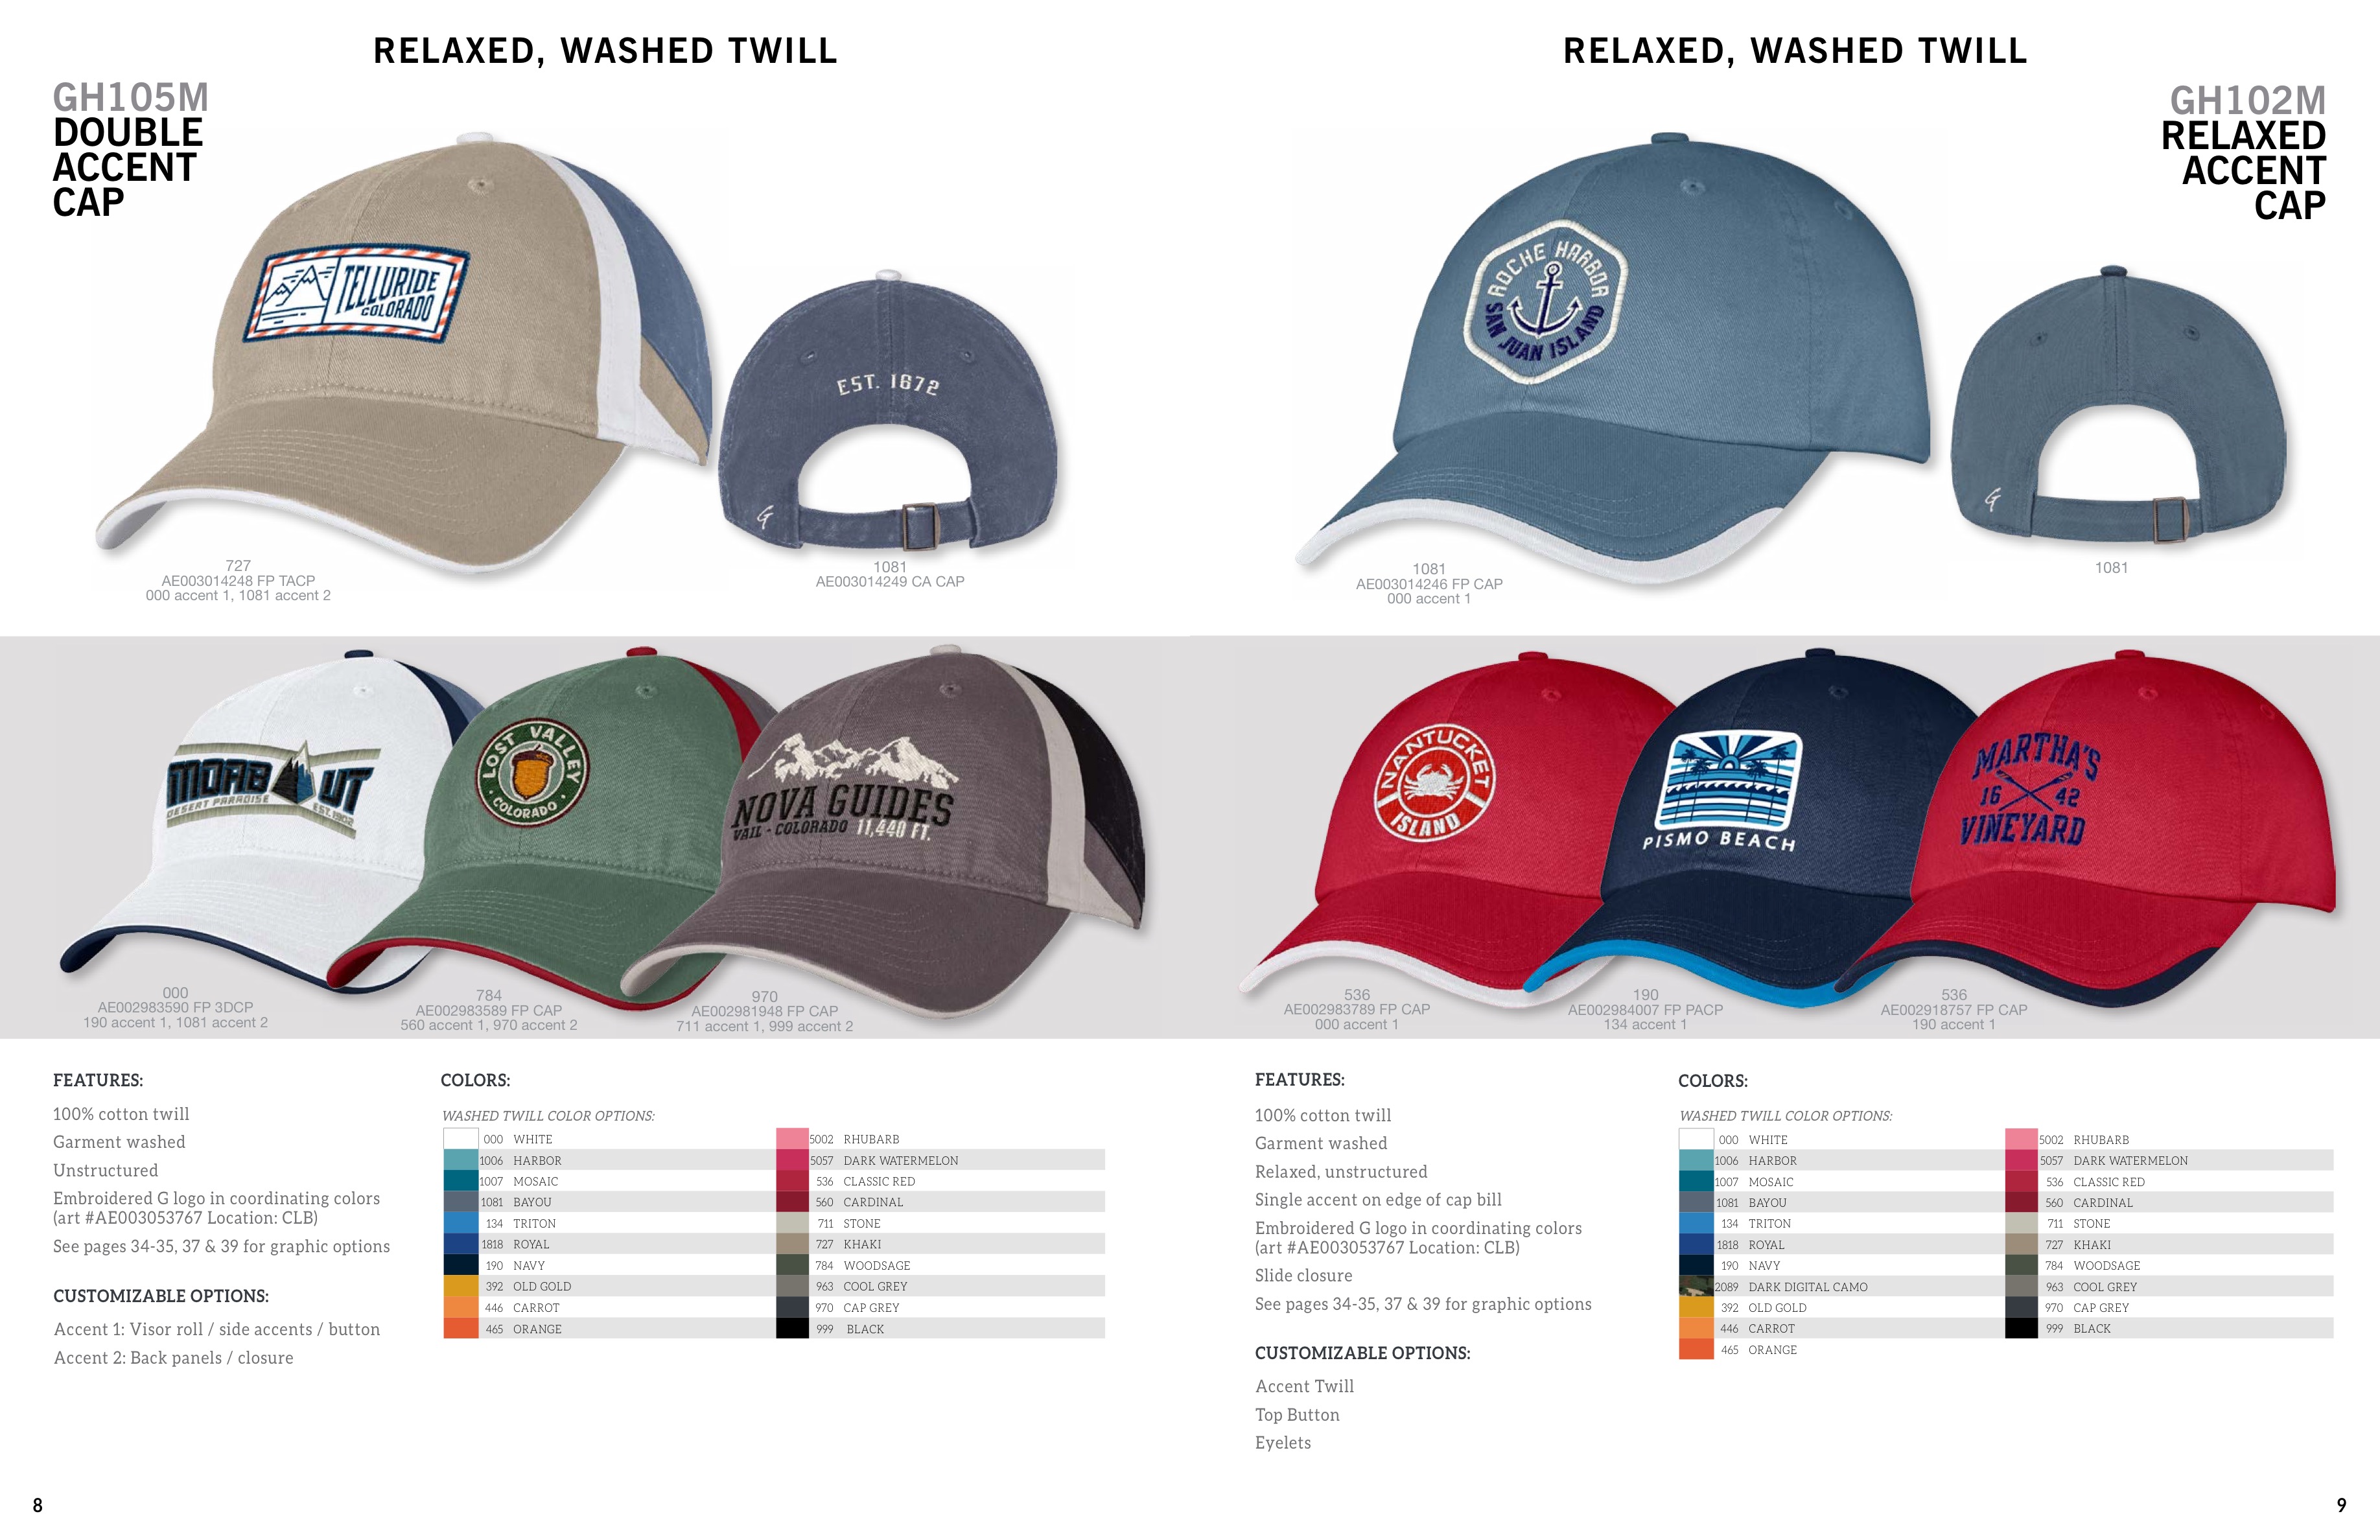 RELAXED, WASHED TWILL
GH105M
DOUBLE
ACCENT
CAP
TELLURIDE
COLORADO
EST. 1872
G
727
AE003014248 FP TACP
000 accent 1, 1081 accent 2
1081
AE003014249 CA CAP
MOAB UT
DESERT PARADISE EST. 1902
LOST VALLEY
COLORADO
NOVA GUIDES
VAIL - COLORADO 11,440 FT.
000
AE002983590 FP 3DCP
190 accent 1, 1081 accent 2
784
AE002983589 FP CAP
560 accent 1, 970 accent 2
970
AE002981948 FP CAP
711 accent 1, 999 accent 2
FEATURES:
100% cotton twill
Garment washed
Unstructured
Embroidered G logo in coordinating colors
(art #AE003053767 Location: CLB)
See pages 34-35, 37 & 39 for graphic options
CUSTOMIZABLE OPTIONS:
Accent 1: Visor roll / side accents / button
Accent 2: Back panels / closure
COLORS:
WASHED TWILL COLOR OPTIONS:
000 WHITE
1006 HARBOR
1007 MOSAIC
1081 BAYOU
134 TRITON
1818 ROYAL
190 NAVY
392 OLD GOLD
446 CARROT
465 ORANGE
5002 RHUBARB
5057 DARK WATERMELON
536 CLASSIC RED
560 CARDINAL
711 STONE
727 KHAKI
784 WOODSAGE
963 COOL GREY
970 CAP GREY
999 BLACK
8
RELAXED, WASHED TWILL
GH102M
RELAXED
ACCENT
CAP
ROCHE HARBOR
SAN JUAN ISLAND
G
1081
AE003014246 FP CAP
000 accent 1
1081
NANTUCKET
ISLAND
PISMO BEACH
MARTHA'S
16 42
VINEYARD
536
AE002983789 FP CAP
000 accent 1
190
AE002984007 FP PACP
134 accent 1
536
AE002918757 FP CAP
190 accent 1
FEATURES:
100% cotton twill
Garment washed
Relaxed, unstructured
Single accent on edge of cap bill
Embroidered G logo in coordinating colors
(art #AE003053767 Location: CLB)
Slide closure
See pages 34-35, 37 & 39 for graphic options
CUSTOMIZABLE OPTIONS:
Accent Twill
Top Button
Eyelets
COLORS:
WASHED TWILL COLOR OPTIONS:
000 WHITE
1006 HARBOR
1007 MOSAIC
1081 BAYOU
134 TRITON
1818 ROYAL
190 NAVY
2089 DARK DIGITAL CAMO
392 OLD GOLD
446 CARROT
465 ORANGE
5002 RHUBARB
5057 DARK WATERMELON
536 CLASSIC RED
560 CARDINAL
711 STONE
727 KHAKI
784 WOODSAGE
963 COOL GREY
970 CAP GREY
999 BLACK
9